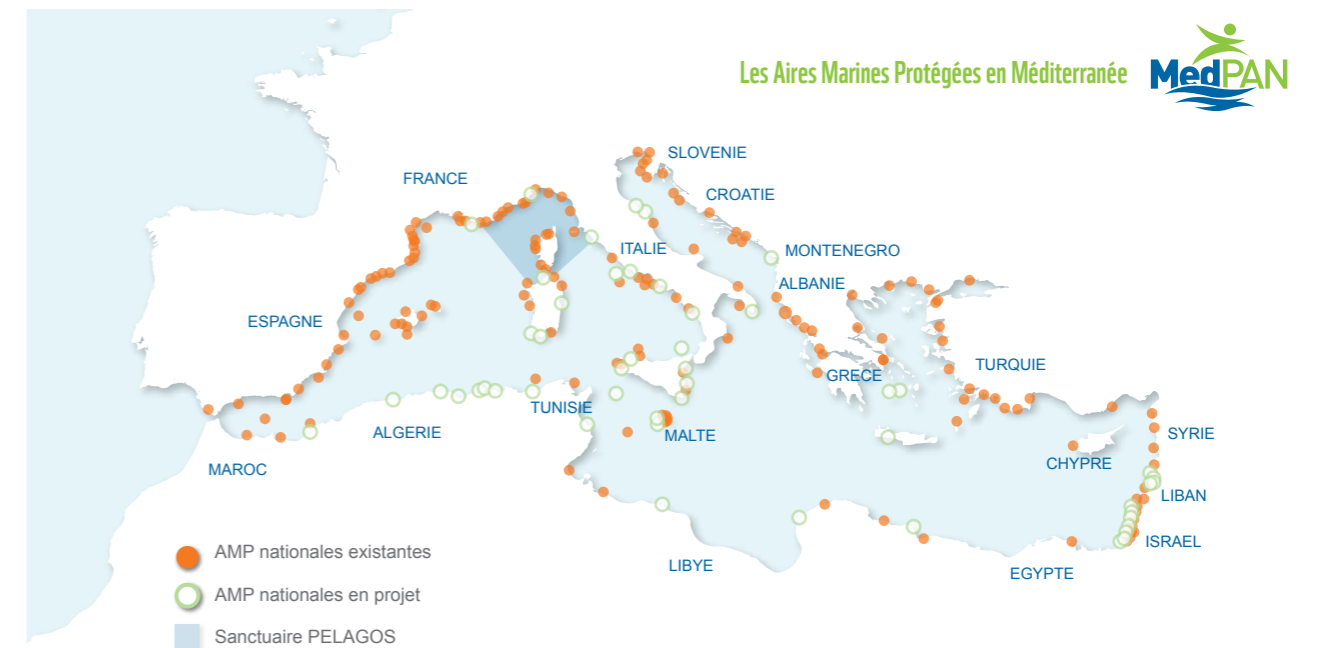 Les Aires Marines Protégées en Méditerranée
MedPAN
SLOVENIE
FRANCE
CROATIE
ITALIE
MONTENEGRO
ALBANIE
ESPAGNE
TURQUIE
GRECE
TUNISIE
ALGERIE
MALTE
SYRIE
CHYPRE
MAROC
LIBAN
ISRAEL
LIBYE
EGYPTE
AMP nationales existantes
AMP nationales en projet
Sanctuaire PELAGOS